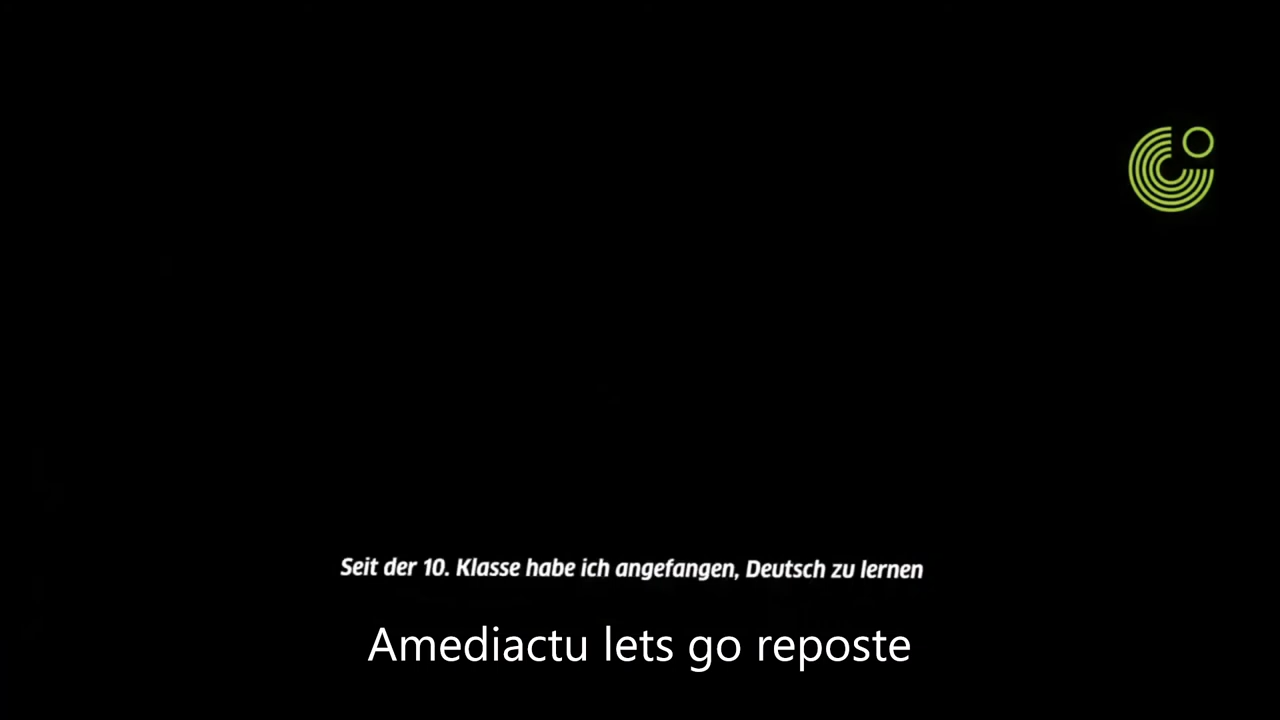 Seit der 10. Klasse habe ich angefangen, Deutsch zu lernen
Amediactu lets go reposte